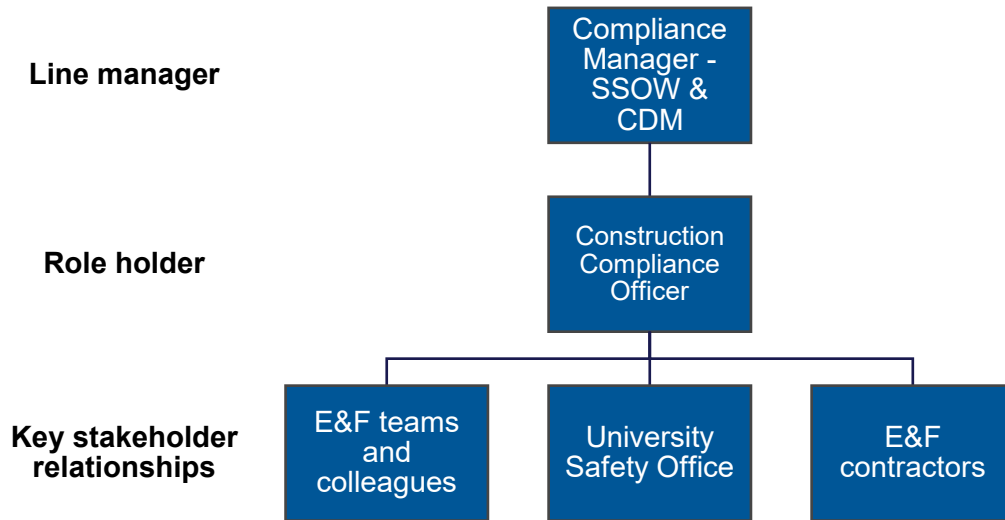 Line manager
Compliance
Manager -
SSOW &
CDM
Role holder
Construction
Compliance
Officer
Key stakeholder
relationships
E&F teams
and
colleagues
University
Safety Office
E&F
contractors